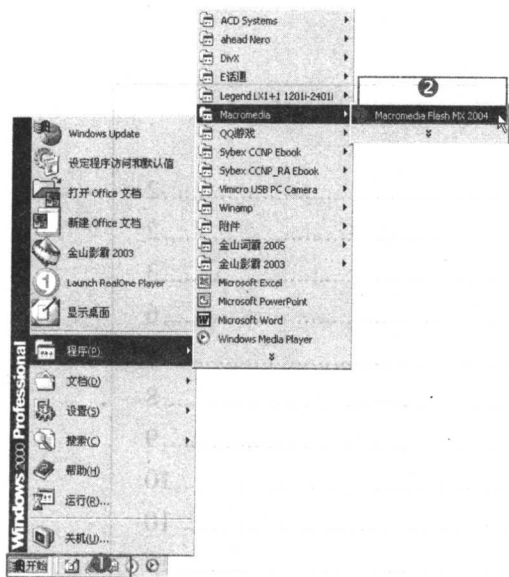 ACD Systems
ahead Nero
DivX
E话通
Legend LX1+1 1201i-2401i
Macromedia
QQ游戏
Sybex CCNP Ebook
Sybex CCNP_RA Ebook
Vimicro USB PC Camera
Winamp
附件
金山词霸 2005
金山影霸 2003
Microsoft Excel
Microsoft PowerPoint
Microsoft Word
Windows Media Player
❷
Macromedia Flash MX 2004
Windows Update
设定程序访问和默认值
打开 Office 文档
新建 Office 文档
金山影霸 2003
Launch RealOne Player
显示桌面
程序(P)
文档(D)
设置(S)
搜索(C)
帮助(H)
运行(R)...
关机(U)...
Windows 2000 Professional
开始
❶